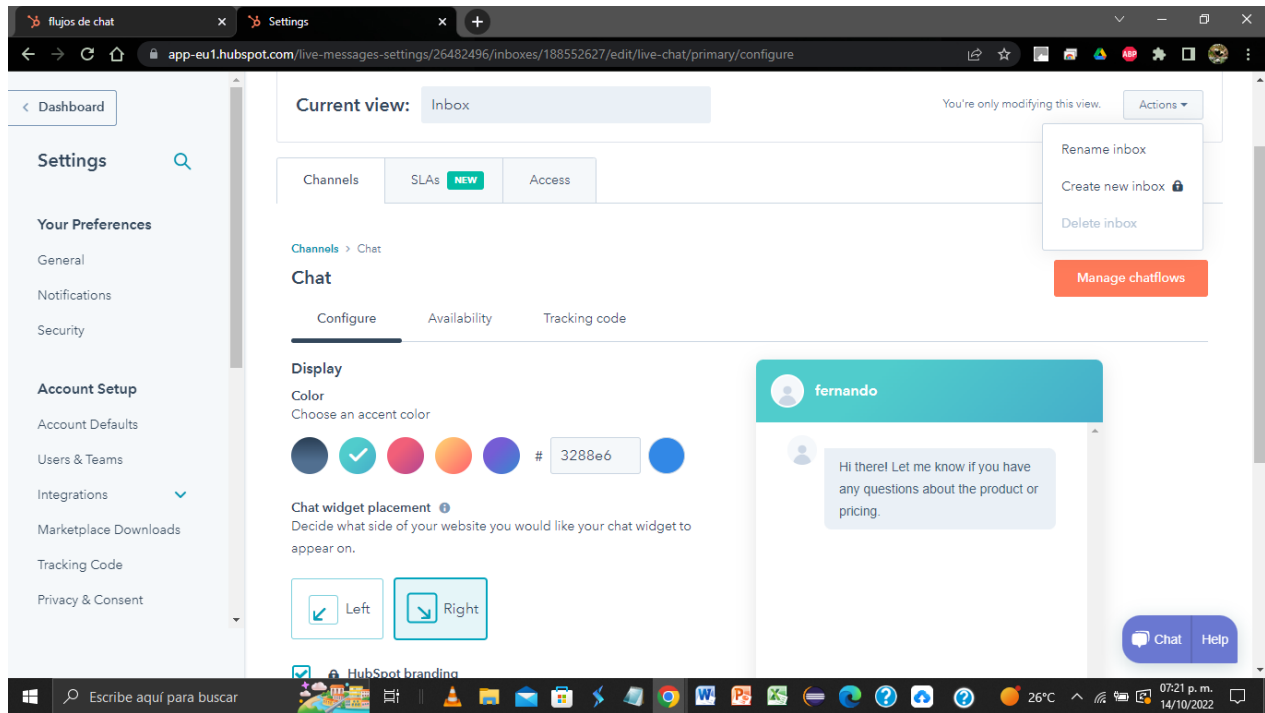 flujos de chat
Settings
app-eu1.hubspot.com/live-messages-settings/26482496/inboxes/188552627/edit/live-chat/primary/configure
ABP
Dashboard
Settings
Your Preferences
General
Notifications
Security
Account Setup
Account Defaults
Users & Teams
Integrations
Marketplace Downloads
Tracking Code
Privacy & Consent
Current view: Inbox
You're only modifying this view.
Actions
Rename inbox
Create new inbox
Delete inbox
Channels
SLAs NEW
Access
Channels > Chat
Chat
Manage chatflows
Configure
Availability
Tracking code
Display
Color
Choose an accent color
# 3288e6
Chat widget placement
Decide what side of your website you would like your chat widget to
appear on.
Left
Right
HubSpot branding
fernando
Hi there! Let me know if you have
any questions about the product or
pricing.
Chat
Help
Escribe aquí para buscar
26°C
07:21 p. m.
14/10/2022